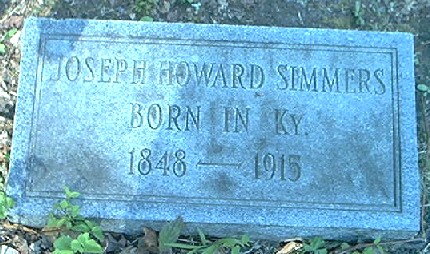 JOSEPH HOWARD SIMMERS
BORN IN KY.
1848 — 1915